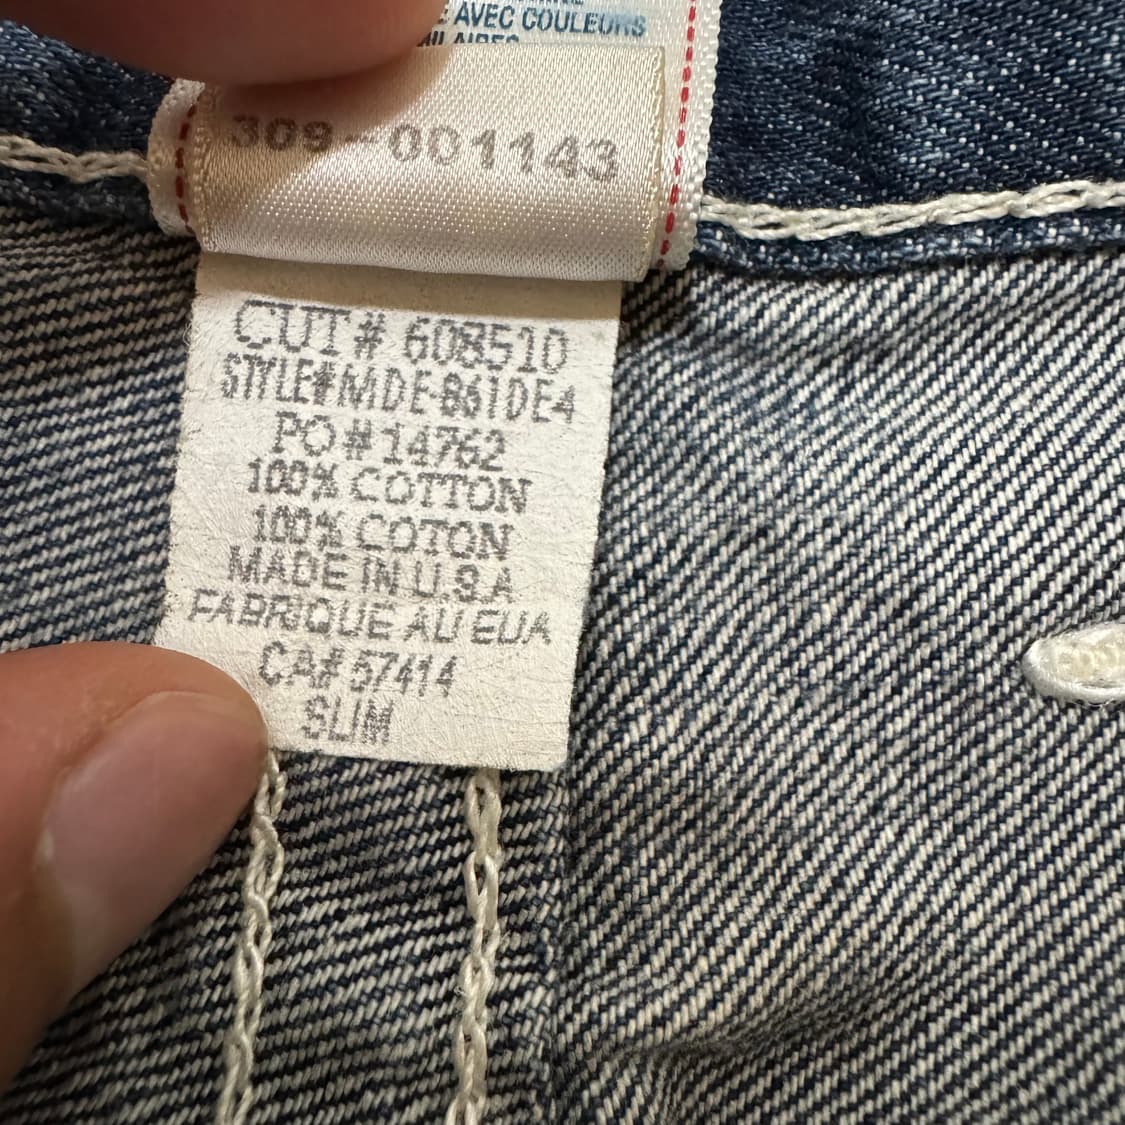 AVEC COULEURS
309-001143
CUT# 608510
STYLE#MDE-861DE4
PO#14762
100% COTTON
100% COTON
MADE IN U.S.A
FABRIQUE AU EUA
CA# 57414
SLIM